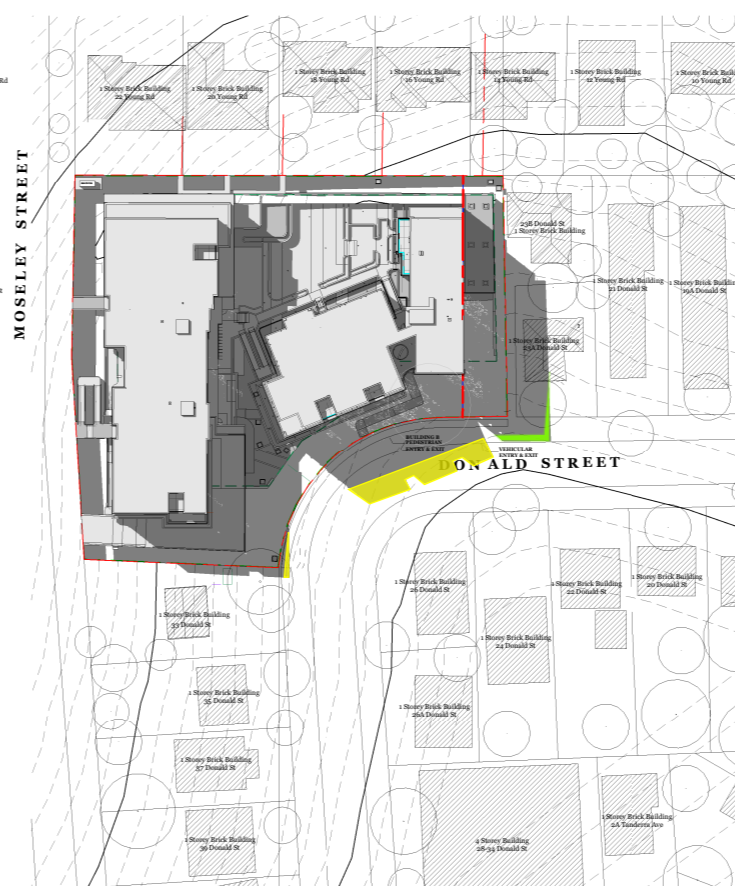 Rd
1 Storey Brick Building
22 Young Rd
1 Storey Brick Building
20 Young Rd
1 Storey Brick Building
18 Young Rd
1 Storey Brick Building
16 Young Rd
1 Storey Brick Building
14 Young Rd
1 Storey Brick Building
12 Young Rd
1 Storey Brick Build
10 Young Rd
MOSELEY STREET
23B Donald St
1 Storey Brick Building
1 Storey Brick Building
21 Donald St
1 Storey Brick Building
19A Donald St
1 Storey Brick Building
23A Donald St
BUILDING B
PEDESTRIAN
ENTRY & EXIT
VEHICULAR
ENTRY & EXIT
DONALD STREET
1 Storey Brick Building
26 Donald St
1 Storey Brick Building
22 Donald St
1 Storey Brick Building
20 Donald St
1 Storey Brick Building
33 Donald St
1 Storey Brick Building
24 Donald St
1 Storey Brick Building
35 Donald St
1 Storey Brick Building
26A Donald St
1 Storey Brick Building
37 Donald St
1 Storey Brick Building
39 Donald St
4 Storey Building
28-34 Donald St
1 Storey Brick Building
2A Tanderra Ave